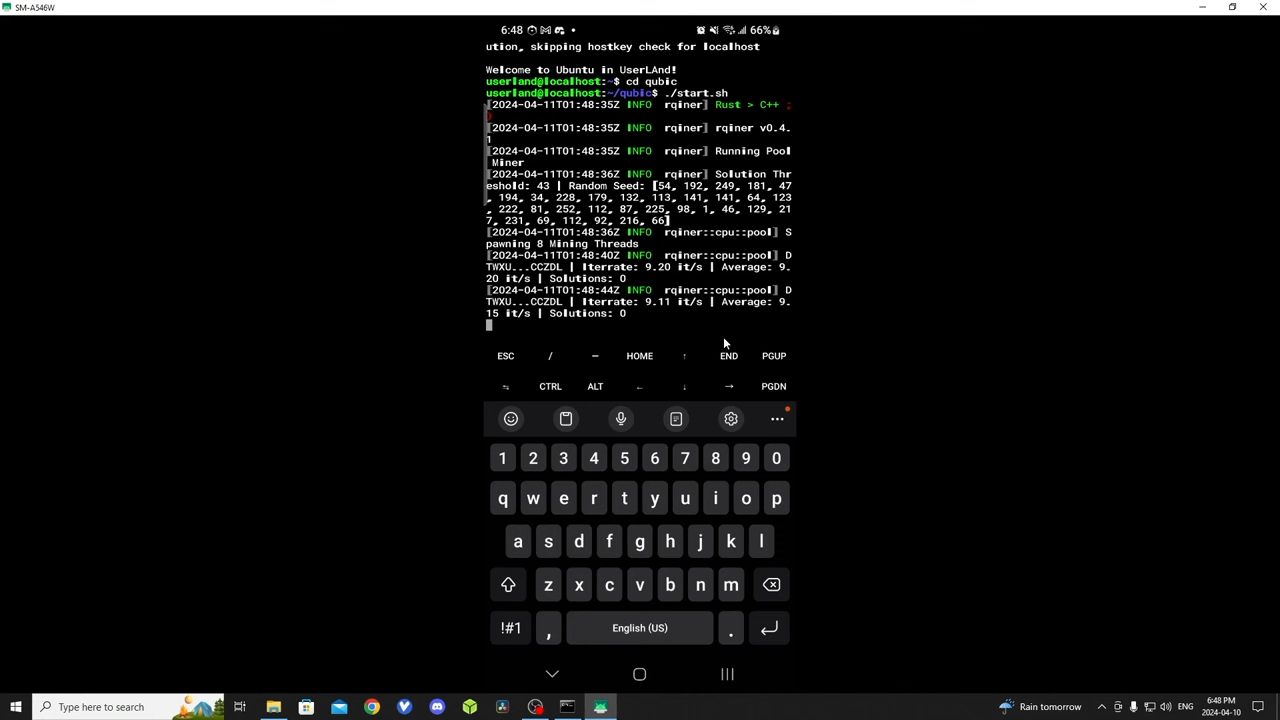 SM-A546W
6:48
66%
ution, skipping hostkey check for localhost
Welcome to Ubuntu in UserLAnd!
userland@localhost:~$ cd qubic
userland@localhost:~/qubic$ ./start.sh
[2024-04-11T01:48:35Z INFO  rqiner] Rust > C++ ;
)
[2024-04-11T01:48:35Z INFO  rqiner] rqiner v0.4.
1
[2024-04-11T01:48:35Z INFO  rqiner] Running Pool
 Miner
[2024-04-11T01:48:36Z INFO  rqiner] Solution Thr
eshold: 43 | Random Seed: [54, 192, 249, 181, 47
, 194, 34, 228, 179, 132, 113, 141, 141, 64, 123
, 222, 81, 252, 112, 87, 225, 98, 1, 46, 129, 21
7, 231, 69, 112, 92, 216, 66]
[2024-04-11T01:48:36Z INFO  rqiner::cpu::pool] S
pawning 8 Mining Threads
[2024-04-11T01:48:40Z INFO  rqiner::cpu::pool] D
TWXU...CCZDL | Iterrate: 9.20 it/s | Average: 9.
20 it/s | Solutions: 0
[2024-04-11T01:48:44Z INFO  rqiner::cpu::pool] D
TWXU...CCZDL | Iterrate: 9.11 it/s | Average: 9.
15 it/s | Solutions: 0
ESC / — HOME ↑ END PGUP
⇆ CTRL ALT ← ↓ → PGDN
1 2 3 4 5 6 7 8 9 0
q w e r t y u i o p
a s d f g h j k l
z x c v b n m
!#1 , English (US) .
Type here to search
Rain tomorrow
ENG
6:48 PM
2024-04-10